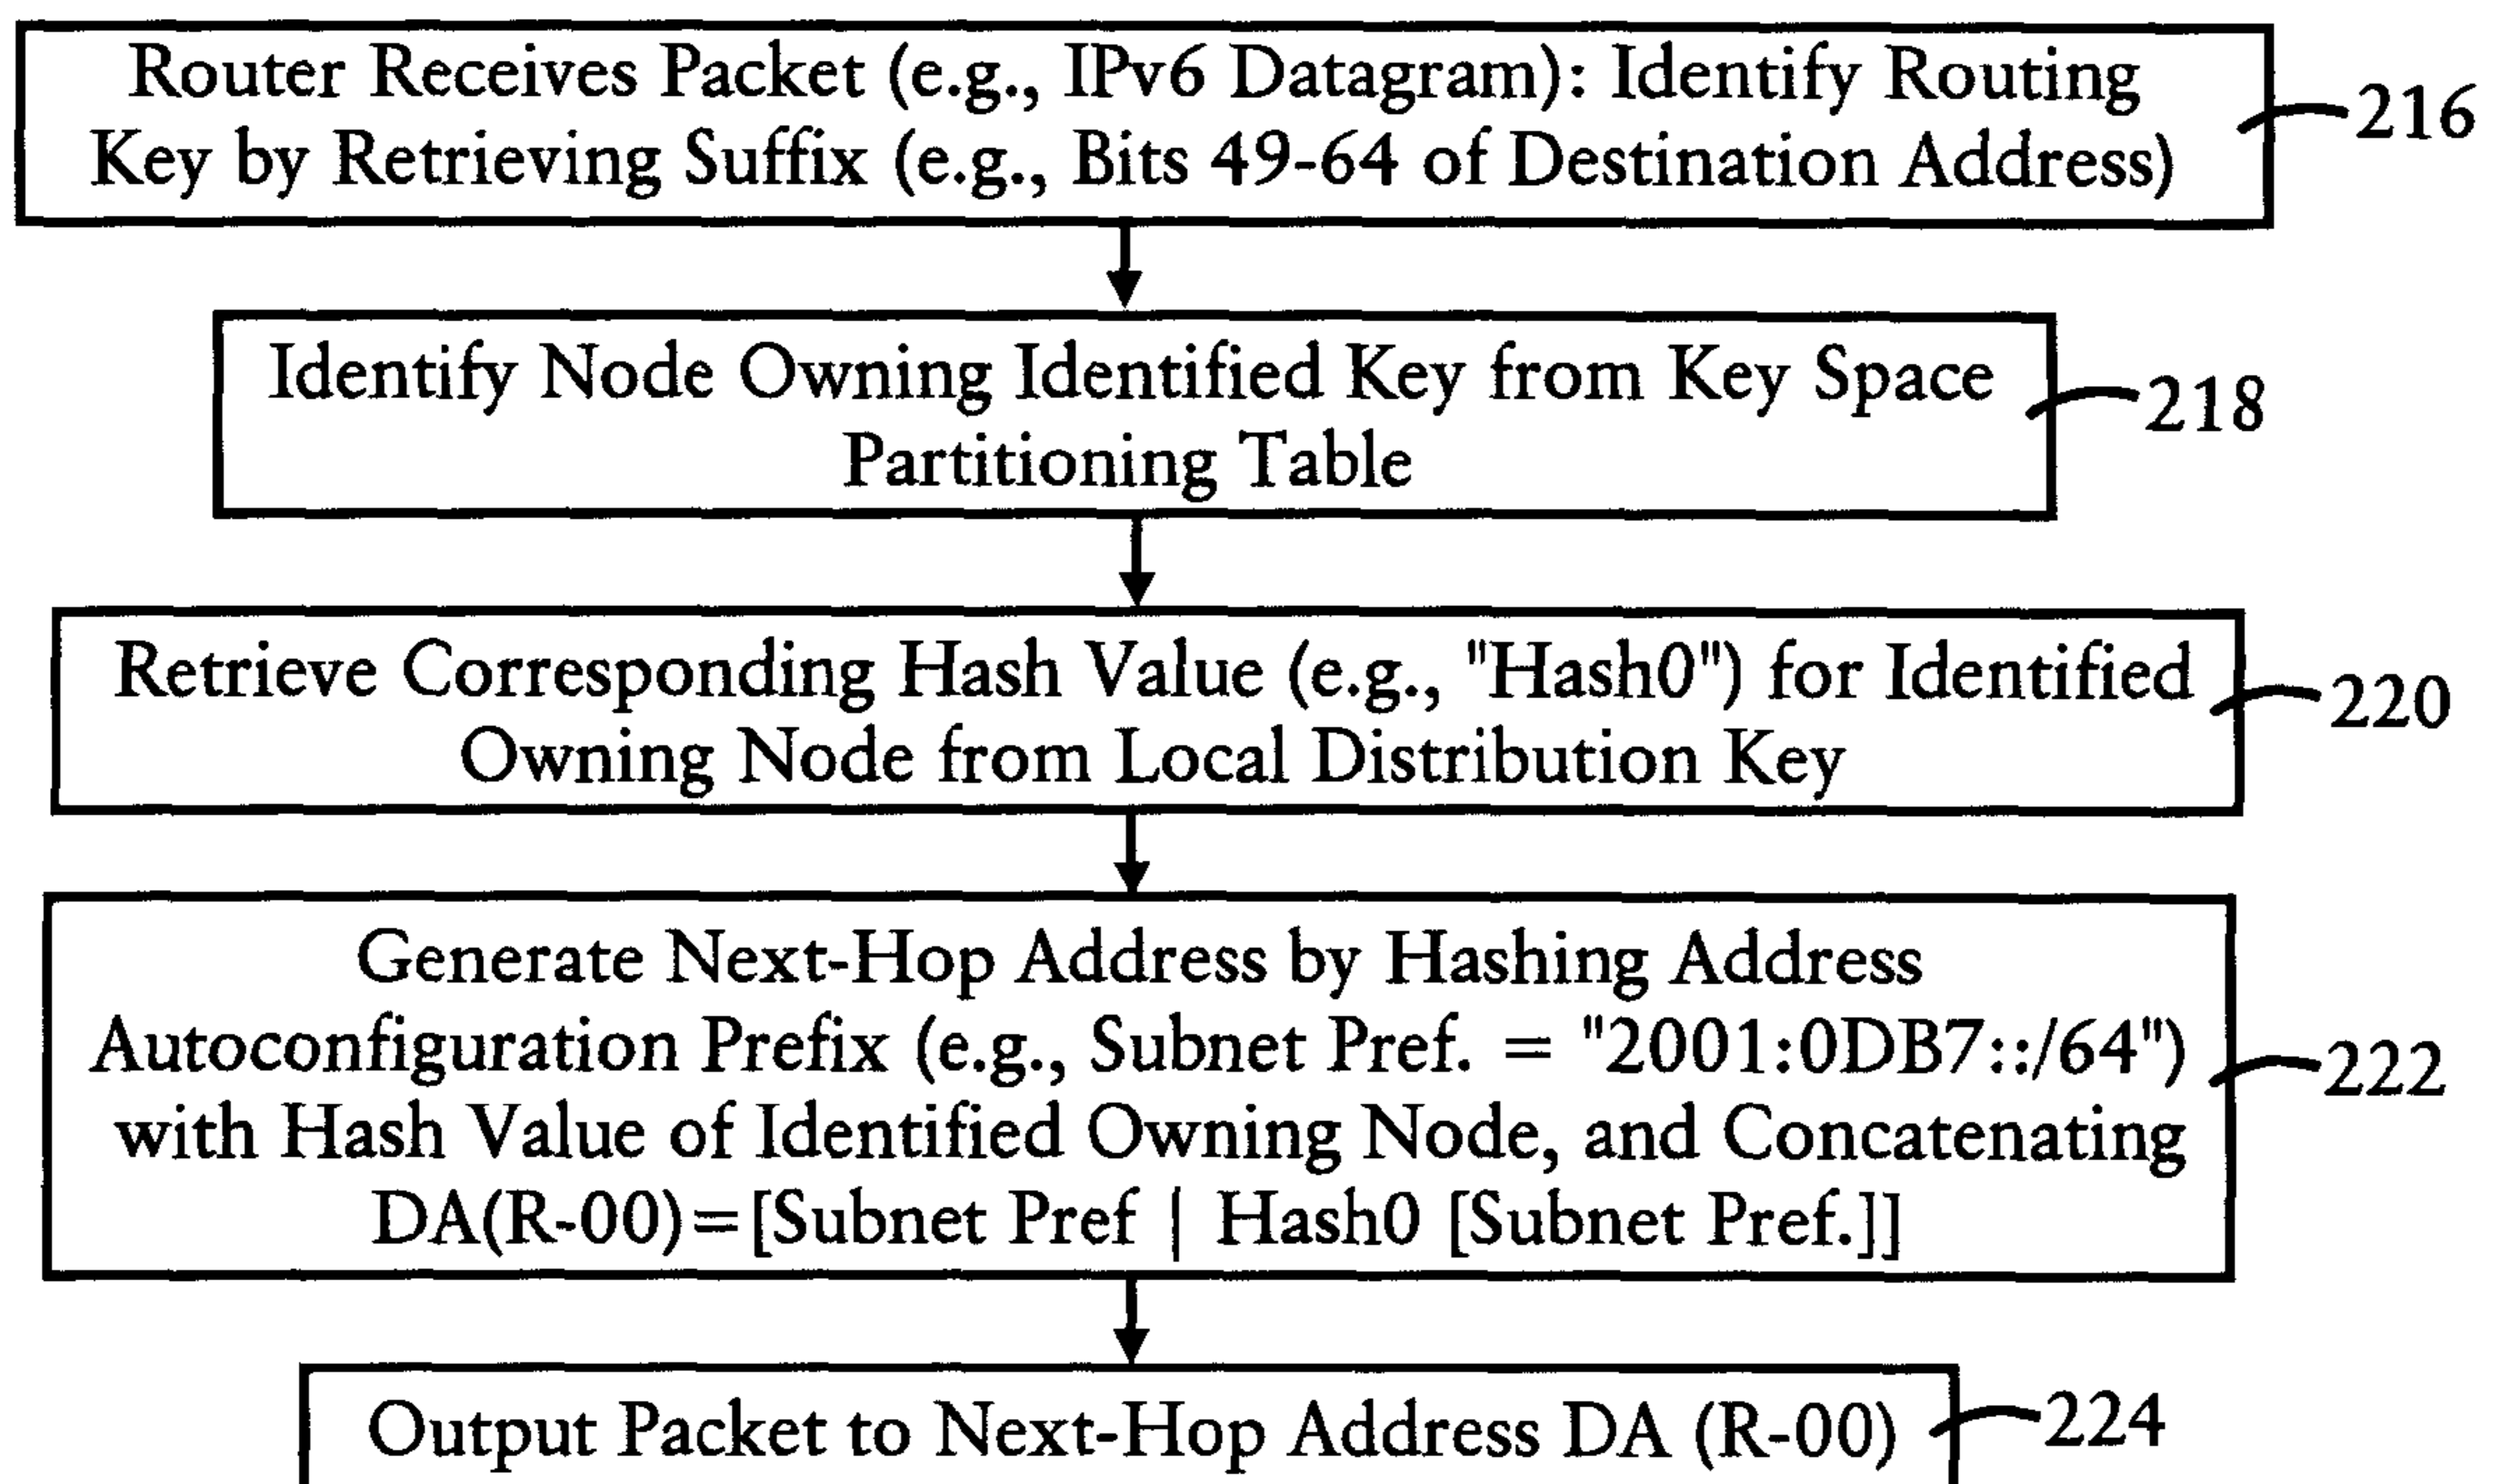 Router Receives Packet (e.g., IPv6 Datagram): Identify Routing
Key by Retrieving Suffix (e.g., Bits 49-64 of Destination Address)
216
Identify Node Owning Identified Key from Key Space
Partitioning Table
218
Retrieve Corresponding Hash Value (e.g., "Hash0") for Identified
Owning Node from Local Distribution Key
220
Generate Next-Hop Address by Hashing Address
Autoconfiguration Prefix (e.g., Subnet Pref. = "2001:0DB7::/64")
with Hash Value of Identified Owning Node, and Concatenating
DA(R-00)=[Subnet Pref | Hash0 [Subnet Pref.]]
222
Output Packet to Next-Hop Address DA (R-00)
224